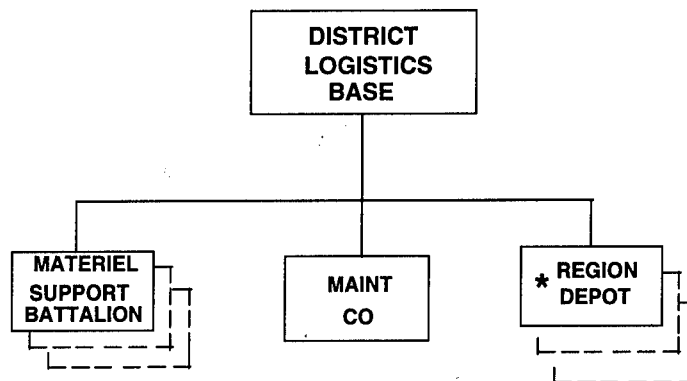 DISTRICT
LOGISTICS
BASE
MATERIEL
SUPPORT
BATTALION
MAINT
CO
* REGION
DEPOT